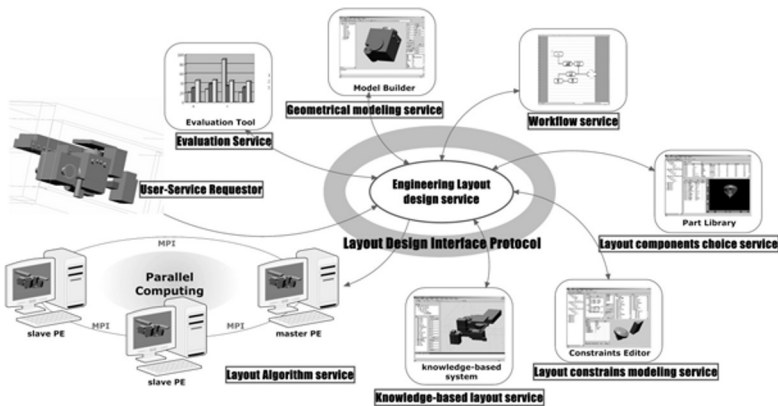 Evaluation Tool
Evaluation Service
Model Builder
Geometrical modeling service
Workflow service
User-Service Requestor
Engineering Layout
design service
Layout Design Interface Protocol
Part Library
Layout components choice service
MPI
Parallel
Computing
slave PE
MPI
MPI
master PE
slave PE
Layout Algorithm service
knowledge-based
system
Knowledge-based layout service
Constraints Editor
Layout constrains modeling service